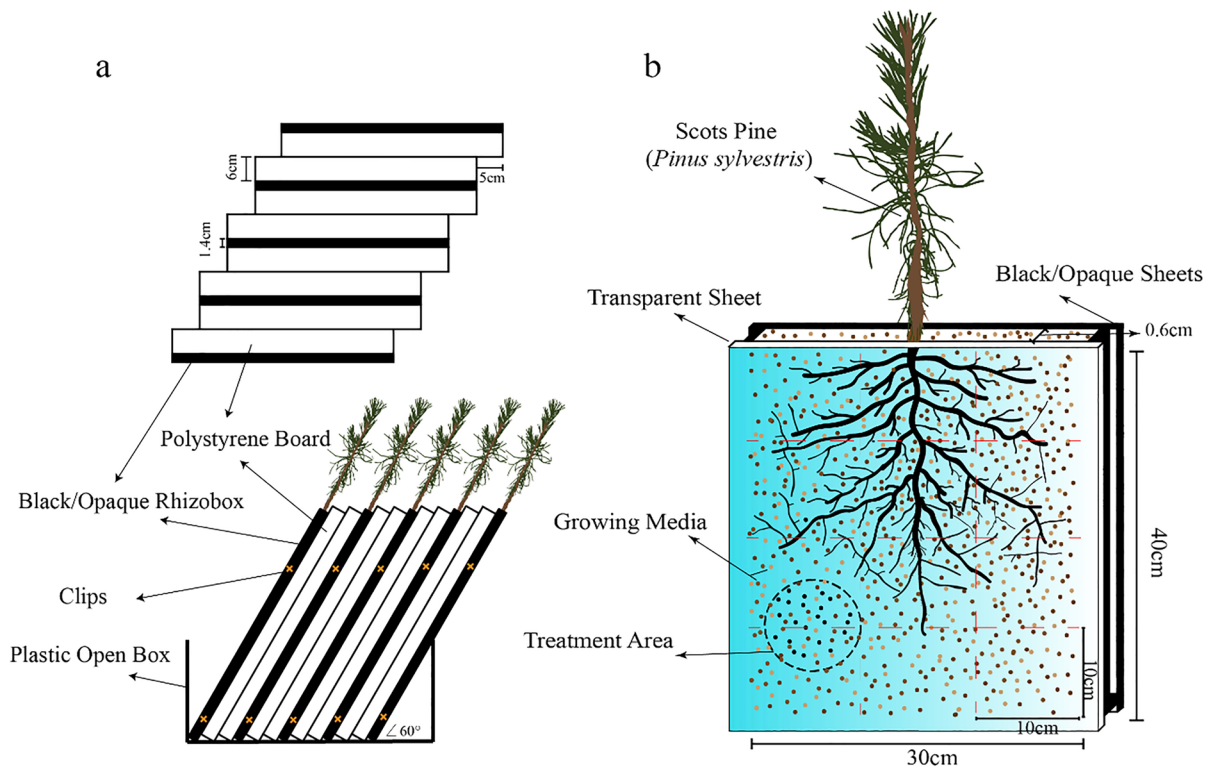 a
6cm
5cm
1.4cm
Polystyrene Board
Black/Opaque Rhizobox
Clips
Plastic Open Box
∠60°
b
Scots Pine
(Pinus sylvestris)
Black/Opaque Sheets
Transparent Sheet
0.6cm
Growing Media
40cm
Treatment Area
10cm
10cm
30cm